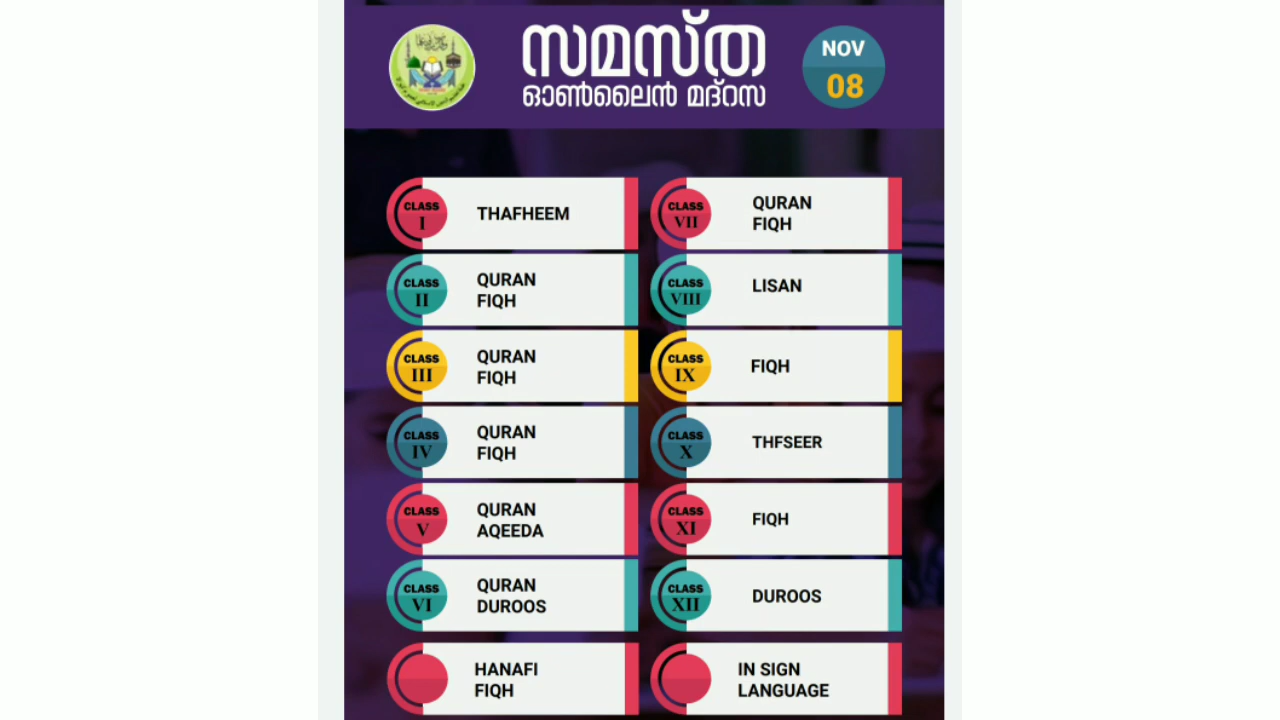 സമസ്ത
ഓൺലൈൻ മദ്റസ
NOV
08
CLASS
I
THAFHEEM
CLASS
II
QURAN
FIQH
CLASS
III
QURAN
FIQH
CLASS
IV
QURAN
FIQH
CLASS
V
QURAN
AQEEDA
CLASS
VI
QURAN
DUROOS
HANAFI
FIQH
CLASS
VII
QURAN
FIQH
CLASS
VIII
LISAN
CLASS
IX
FIQH
CLASS
X
THFSEER
CLASS
XI
FIQH
CLASS
XII
DUROOS
IN SIGN
LANGUAGE